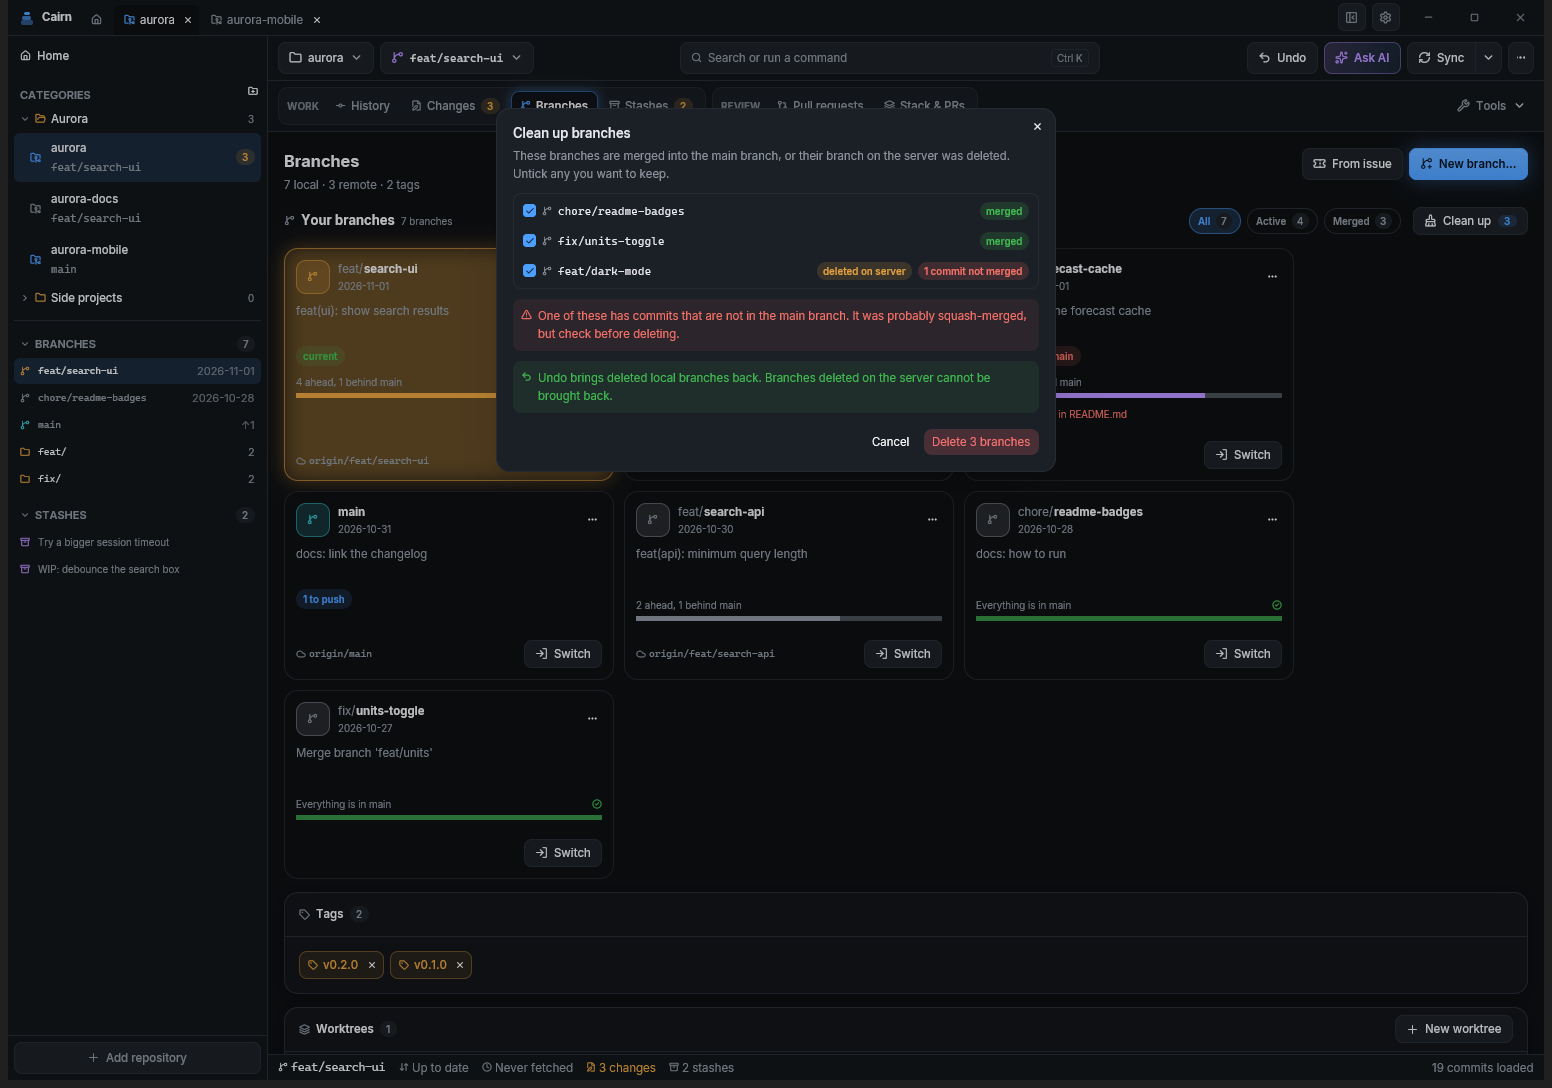 Cairn
aurora
aurora-mobile
Home
CATEGORIES
Aurora 3
aurora
feat/search-ui
3
aurora-docs
feat/search-ui
aurora-mobile
main
Side projects 0
BRANCHES 7
feat/search-ui 2026-11-01
chore/readme-badges 2026-10-28
main ↑1
feat/ 2
fix/ 2
STASHES 2
Try a bigger session timeout
WIP: debounce the search box
Add repository
aurora
feat/search-ui
Search or run a command Ctrl K
Undo
Ask AI
Sync
WORK
History
Changes 3
Branches
Stashes 2
REVIEW
Pull requests
Stack & PRs
Tools
Branches
7 local · 3 remote · 2 tags
From issue
New branch...
Your branches 7 branches
All 7
Active 4
Merged 3
Clean up 3
Clean up branches
These branches are merged into the main branch, or their branch on the server was deleted.
Untick any you want to keep.
chore/readme-badges merged
fix/units-toggle merged
feat/dark-mode deleted on server 1 commit not merged
One of these has commits that are not in the main branch. It was probably squash-merged,
but check before deleting.
Undo brings deleted local branches back. Branches deleted on the server cannot be
brought back.
Cancel
Delete 3 branches
feat/search-ui
2026-11-01
feat(ui): show search results
current
4 ahead, 1 behind main
origin/feat/search-ui
ecast-cache
-01
he forecast cache
main
main
in README.md
Switch
main
2026-10-31
docs: link the changelog
1 to push
origin/main
Switch
feat/search-api
2026-10-30
feat(api): minimum query length
2 ahead, 1 behind main
origin/feat/search-api
Switch
chore/readme-badges
2026-10-28
docs: how to run
Everything is in main
Switch
fix/units-toggle
2026-10-27
Merge branch 'feat/units'
Everything is in main
Switch
Tags 2
v0.2.0
v0.1.0
Worktrees 1
New worktree
feat/search-ui
Up to date
Never fetched
3 changes
2 stashes
19 commits loaded